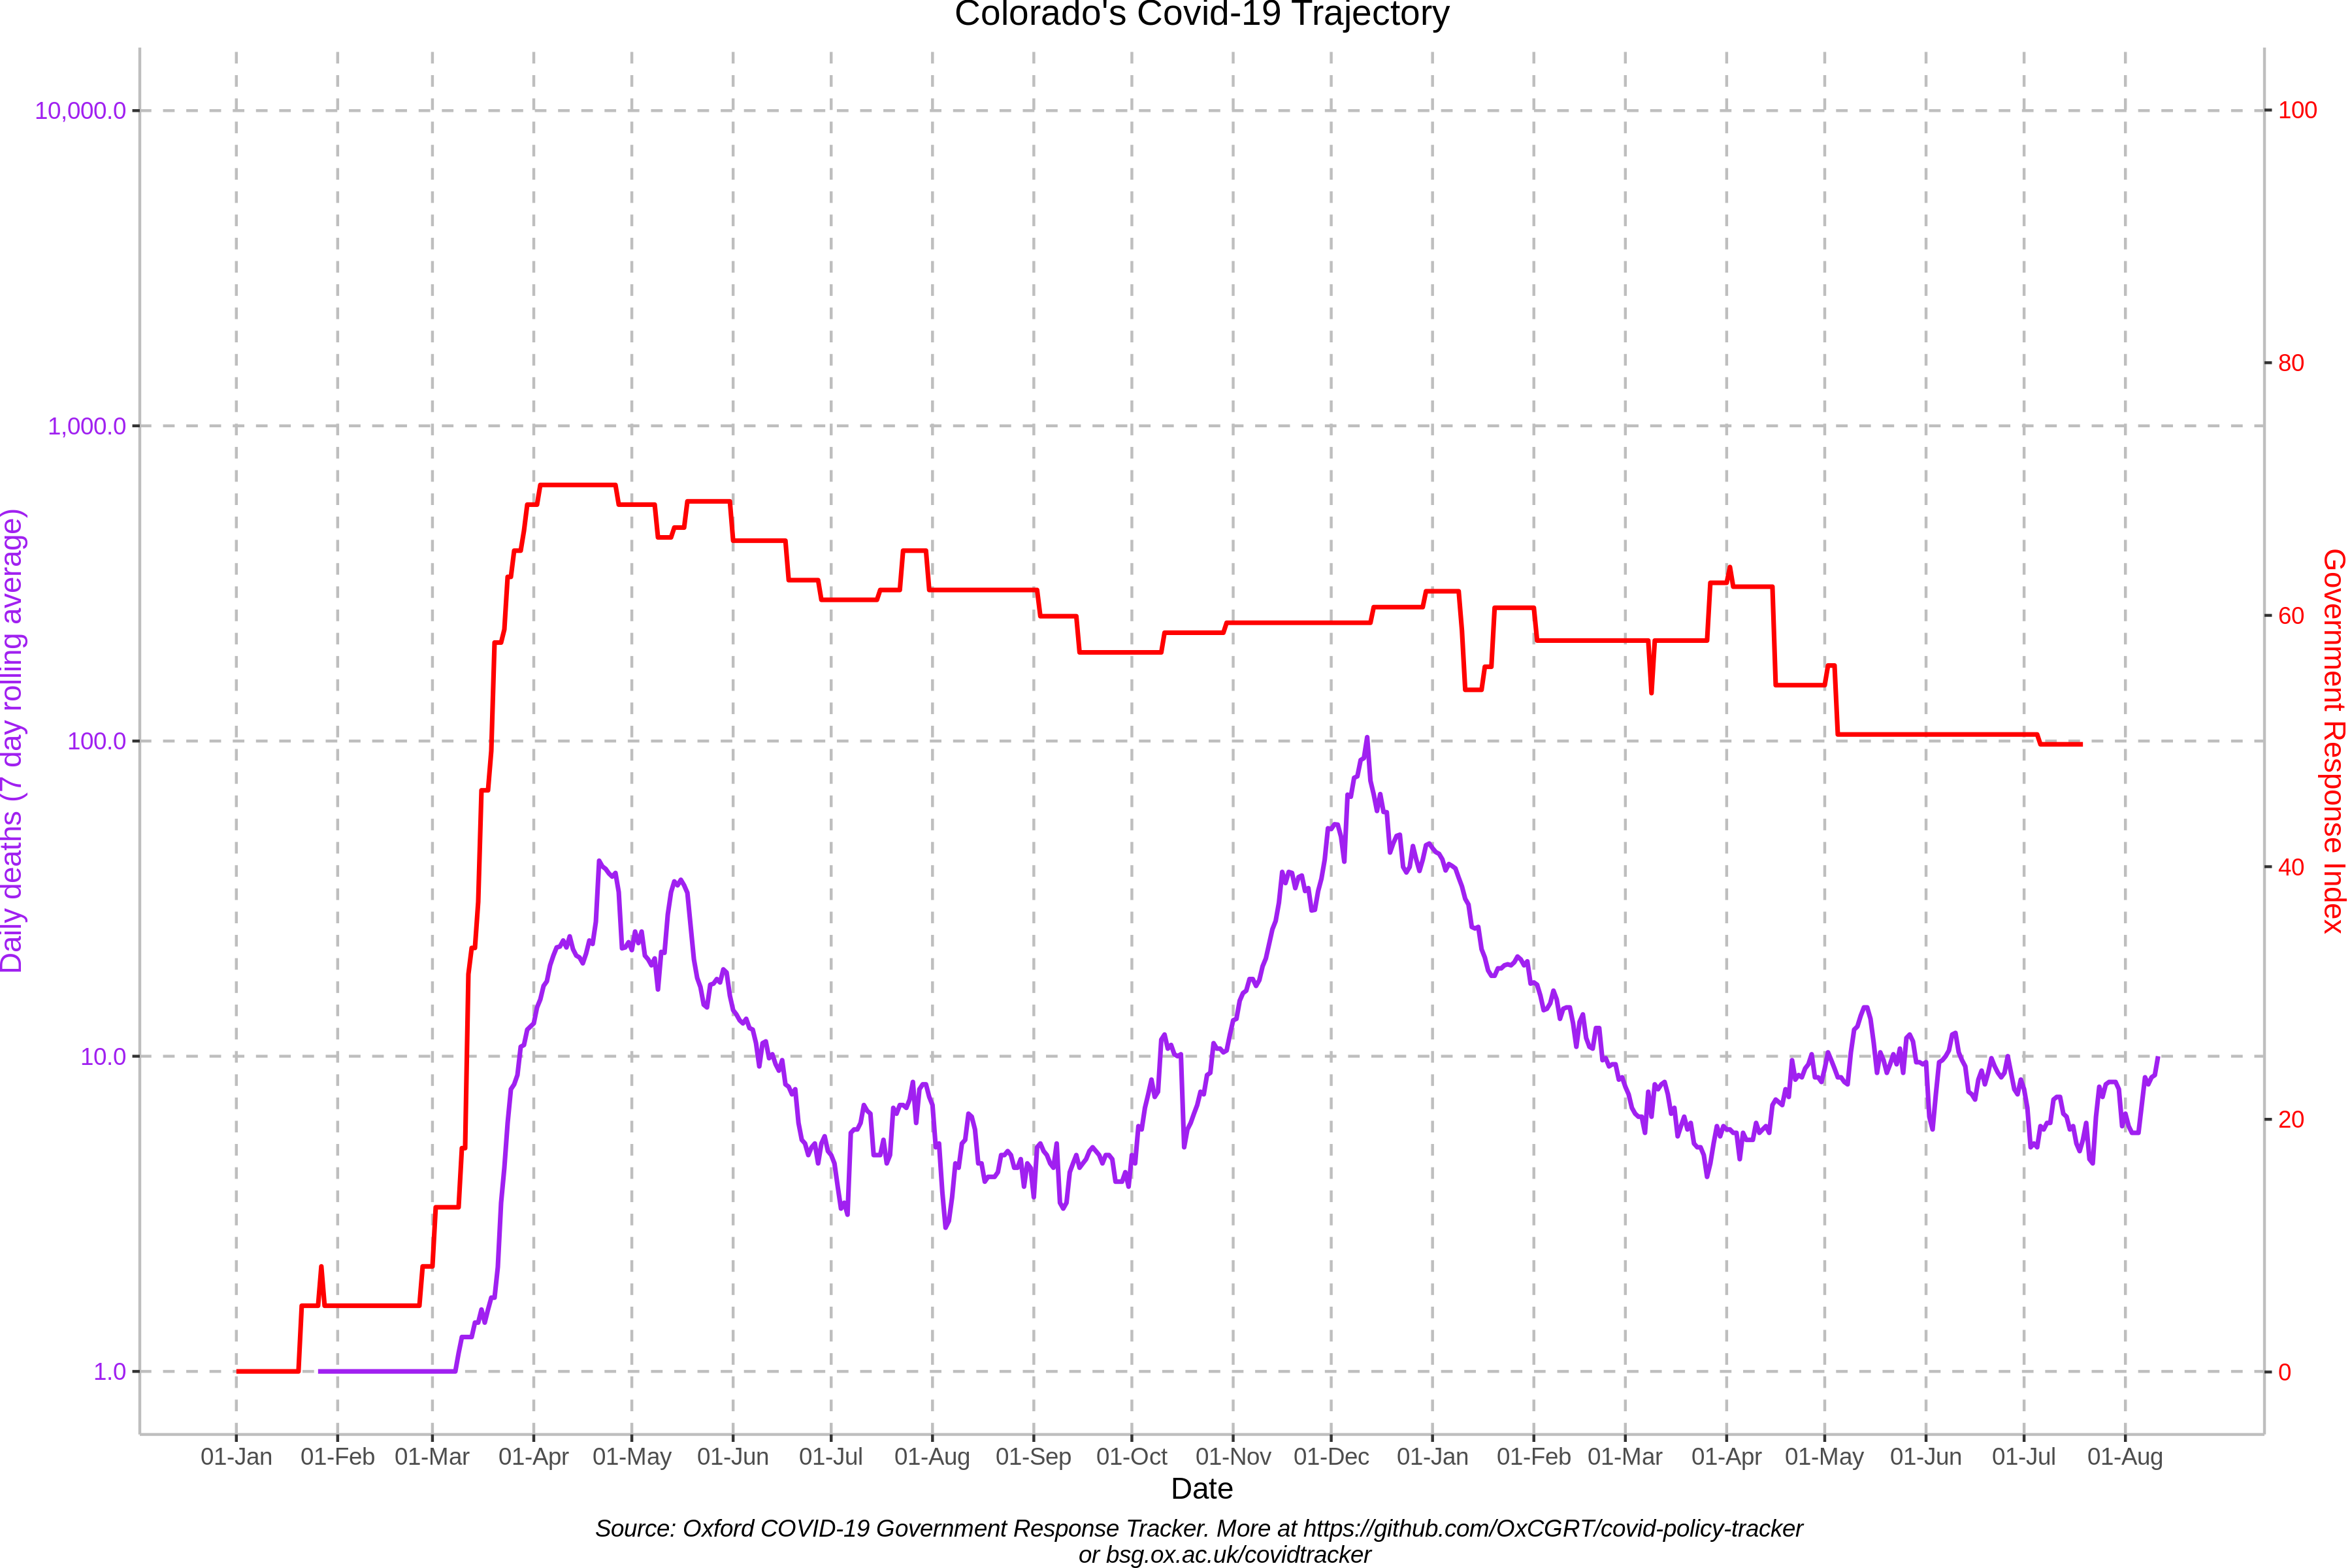 Colorado's Covid-19 Trajectory
10,000.0
1,000.0
100.0
10.0
1.0
Daily deaths (7 day rolling average)
100
80
60
40
20
0
Government Response Index
01-Jan 01-Feb 01-Mar 01-Apr 01-May 01-Jun 01-Jul 01-Aug 01-Sep 01-Oct 01-Nov 01-Dec 01-Jan 01-Feb 01-Mar 01-Apr 01-May 01-Jun 01-Jul 01-Aug
Date
Source: Oxford COVID-19 Government Response Tracker. More at https://github.com/OxCGRT/covid-policy-tracker
or bsg.ox.ac.uk/covidtracker